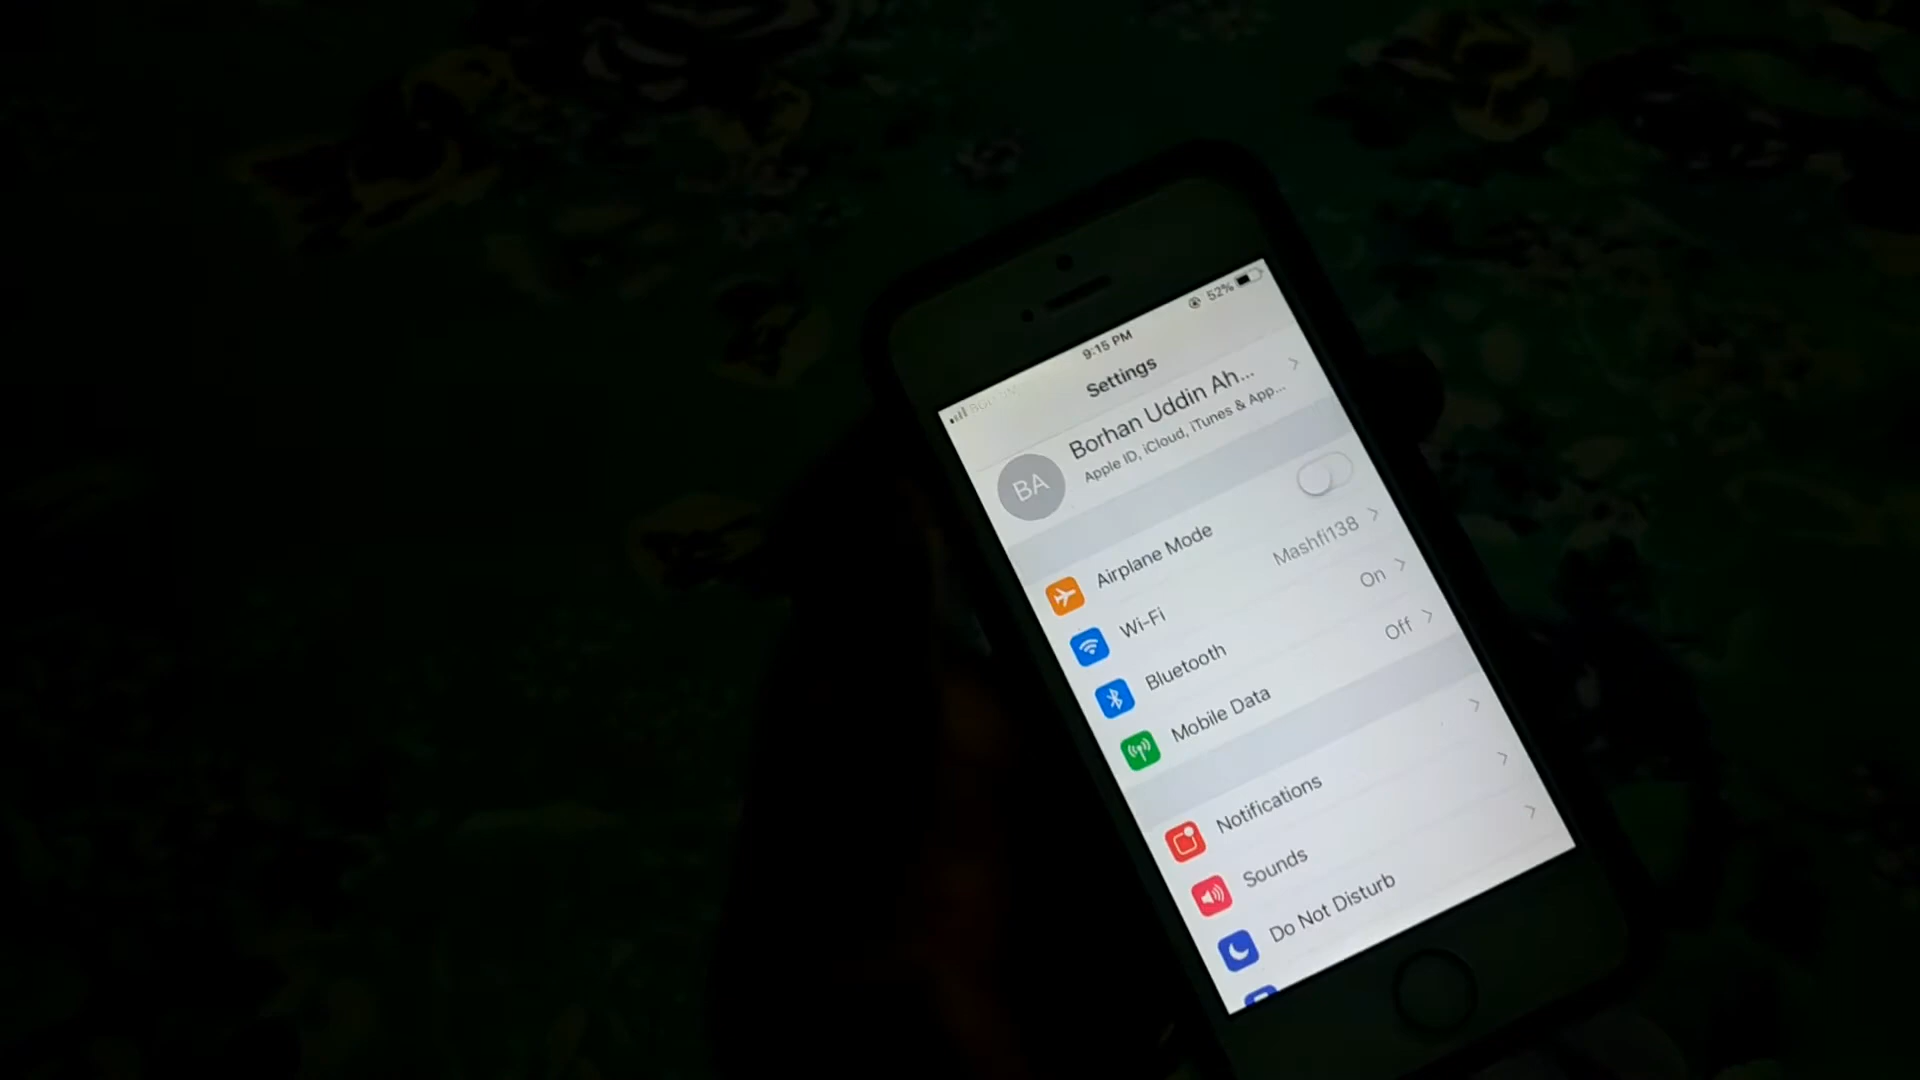 9:15 PM
52%
Settings
BA
Borhan Uddin Ah...
Apple ID, iCloud, iTunes & App...
Airplane Mode
Wi-Fi Mashfi138
Bluetooth On
Mobile Data Off
Notifications
Sounds
Do Not Disturb